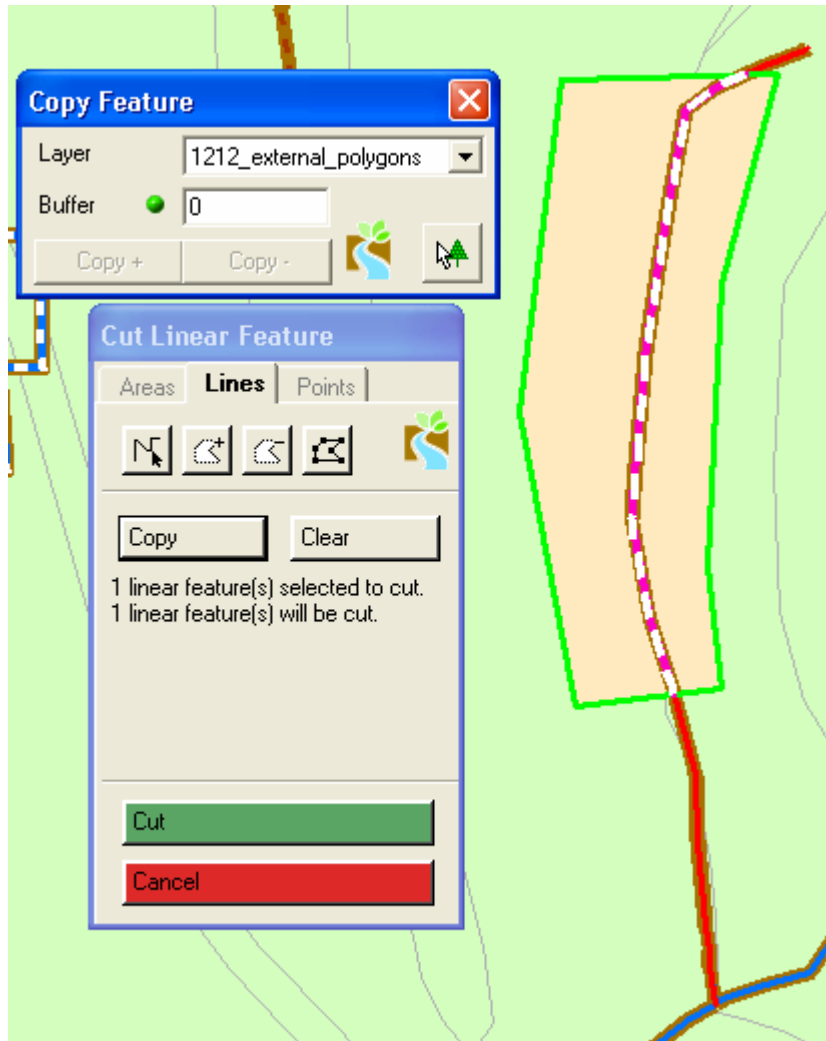 Copy Feature
Layer 1212_external_polygons
Buffer 0
Copy + Copy -
Cut Linear Feature
Areas Lines Points
Copy Clear
1 linear feature(s) selected to cut.
1 linear feature(s) will be cut.
Cut
Cancel